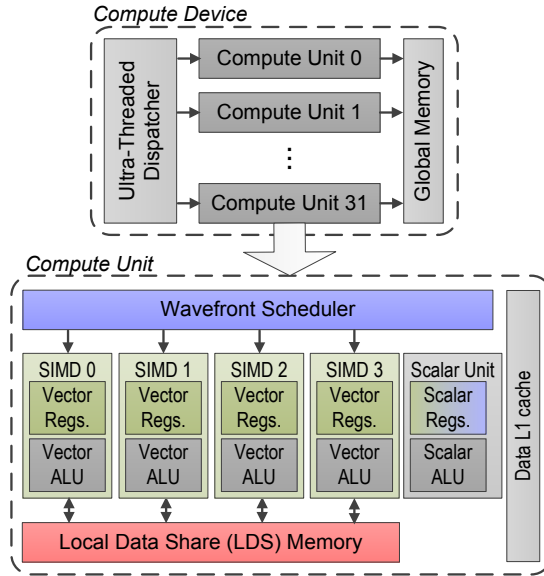 Compute Device
Ultra-Threaded
Dispatcher
Compute Unit 0
Compute Unit 1
⋮
Compute Unit 31
Global Memory
Compute Unit
Wavefront Scheduler
SIMD 0
Vector
Regs.
Vector
ALU
SIMD 1
Vector
Regs.
Vector
ALU
SIMD 2
Vector
Regs.
Vector
ALU
SIMD 3
Vector
Regs.
Vector
ALU
Scalar Unit
Scalar
Regs.
Scalar
ALU
Data L1 cache
Local Data Share (LDS) Memory